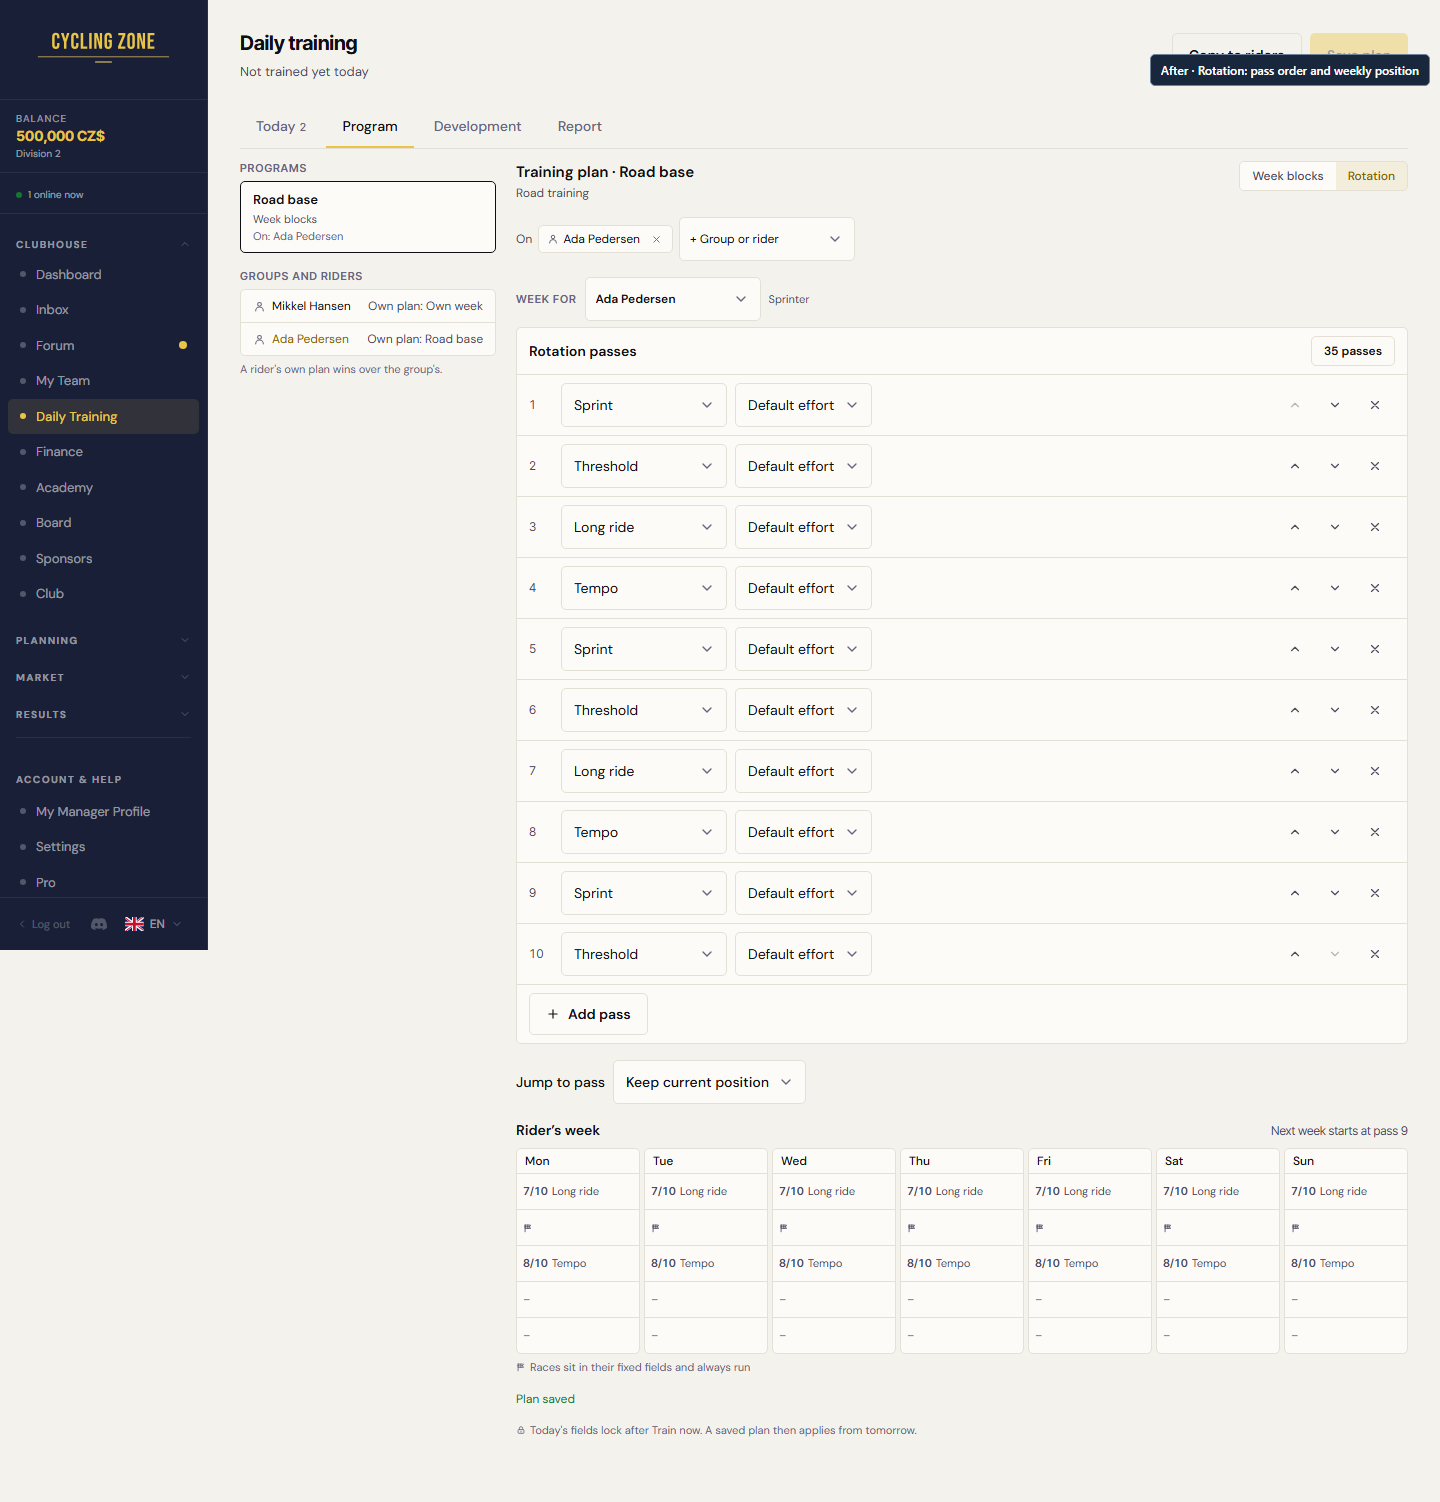 CYCLING ZONE
BALANCE
500,000 CZ$
Division 2
1 online now
CLUBHOUSE
Dashboard
Inbox
Forum
My Team
Daily Training
Finance
Academy
Board
Sponsors
Club
PLANNING
MARKET
RESULTS
ACCOUNT & HELP
My Manager Profile
Settings
Pro
Log out EN
Daily training
Not trained yet today
Copy to riders Save plan
After · Rotation: pass order and weekly position
Today 2 Program Development Report
PROGRAMS
Road base
Week blocks
On: Ada Pedersen
GROUPS AND RIDERS
Mikkel Hansen Own plan: Own week
Ada Pedersen Own plan: Road base
A rider's own plan wins over the group's.
Training plan · Road base
Road training
Week blocks Rotation
On Ada Pedersen × + Group or rider
WEEK FOR Ada Pedersen Sprinter
Rotation passes 35 passes
1 Sprint Default effort
2 Threshold Default effort
3 Long ride Default effort
4 Tempo Default effort
5 Sprint Default effort
6 Threshold Default effort
7 Long ride Default effort
8 Tempo Default effort
9 Sprint Default effort
10 Threshold Default effort
+ Add pass
Jump to pass Keep current position
Rider’s week Next week starts at pass 9
Mon Tue Wed Thu Fri Sat Sun
7/10 Long ride 7/10 Long ride 7/10 Long ride 7/10 Long ride 7/10 Long ride 7/10 Long ride 7/10 Long ride
8/10 Tempo 8/10 Tempo 8/10 Tempo 8/10 Tempo 8/10 Tempo 8/10 Tempo 8/10 Tempo
– – – – – – –
– – – – – – –
Races sit in their fixed fields and always run
Plan saved
Today's fields lock after Train now. A saved plan then applies from tomorrow.